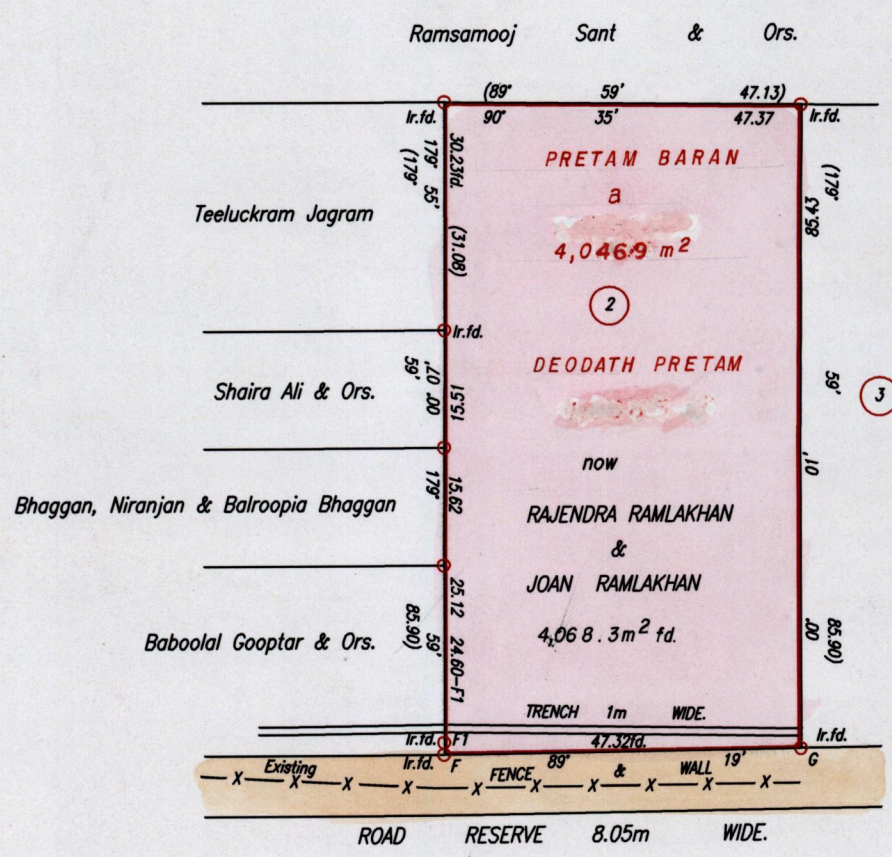 Ramsamooj Sant & Ors.
(89° 59' 47.13)
Ir.fd. 90° 35' 47.37 Ir.fd.
30.23fd.
179° 55'
(179°
(31.08)
PRETAM BARAN
a
4,046.9 m²
2
Teeluckram Jagram
(179°
85.43
Ir.fd.
DEODATH PRETAM
Shaira Ali & Ors.
00° 07'
59'
15.51
59'
3
now
01'
Bhaggan, Niranjan & Balroopia Bhaggan
179°
15.62
RAJENDRA RAMLAKHAN
&
JOAN RAMLAKHAN
4,068.3m² fd.
Baboolal Gooptar & Ors.
25.12
24.60-F1
59'
85.90)
00°
85.90)
TRENCH 1m WIDE.
Ir.fd. F1 47.32fd. Ir.fd.
Ir.fd. F 89° 19' G
Existing FENCE & WALL
X X X X X X X X X
ROAD RESERVE 8.05m WIDE.